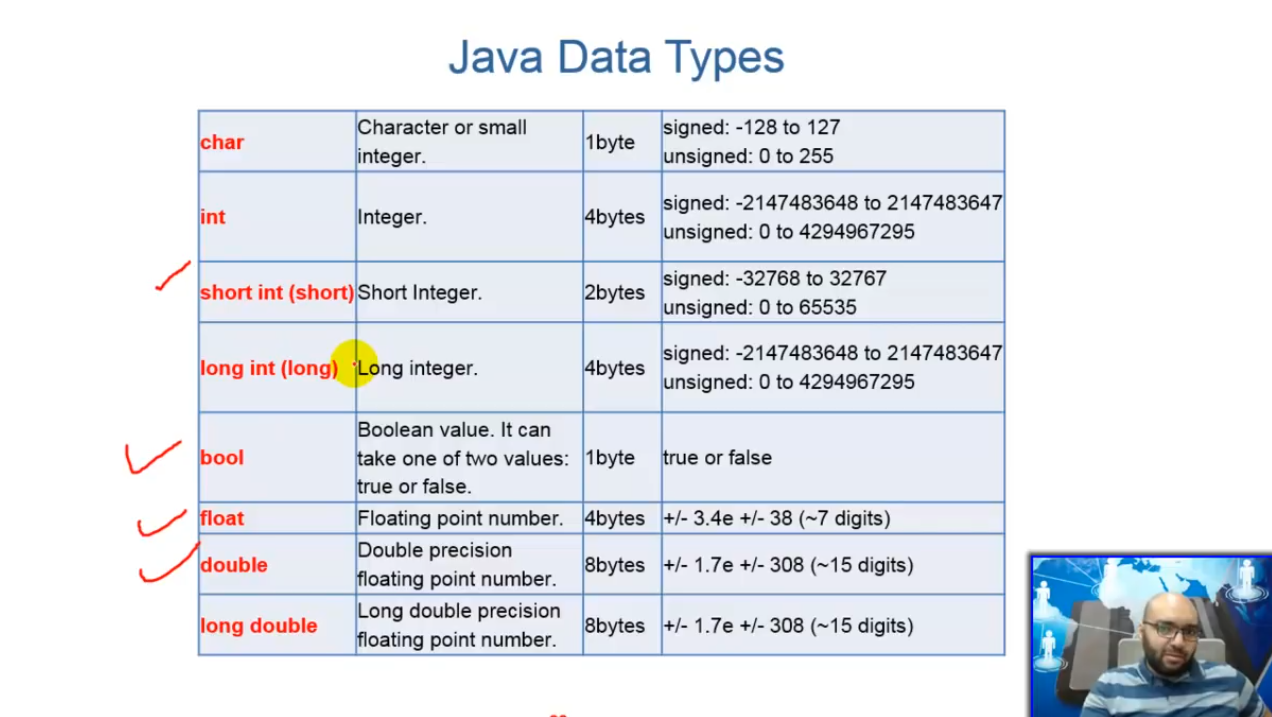 Java Data Types
char
Character or small
integer.
1byte
signed: -128 to 127
unsigned: 0 to 255
int
Integer.
4bytes
signed: -2147483648 to 2147483647
unsigned: 0 to 4294967295
short int (short)
Short Integer.
2bytes
signed: -32768 to 32767
unsigned: 0 to 65535
long int (long)
Long integer.
4bytes
signed: -2147483648 to 2147483647
unsigned: 0 to 4294967295
bool
Boolean value. It can
take one of two values:
true or false.
1byte
true or false
float
Floating point number.
4bytes
+/- 3.4e +/- 38 (~7 digits)
double
Double precision
floating point number.
8bytes
+/- 1.7e +/- 308 (~15 digits)
long double
Long double precision
floating point number.
8bytes
+/- 1.7e +/- 308 (~15 digits)